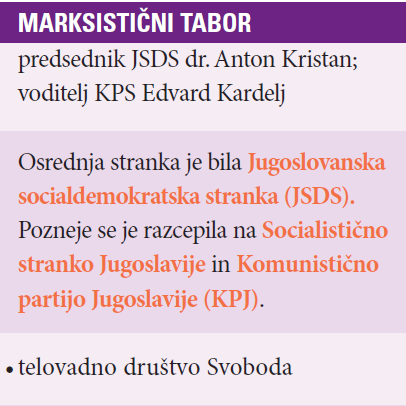 MARKSISTIČNI TABOR
predsednik JSDS dr. Anton Kristan;
voditelj KPS Edvard Kardelj
Osrednja stranka je bila Jugoslovanska
socialdemokratska stranka (JSDS).
Pozneje se je razcepila na Socialistično
stranko Jugoslavije in Komunistično
partijo Jugoslavije (KPJ).
• telovadno društvo Svoboda